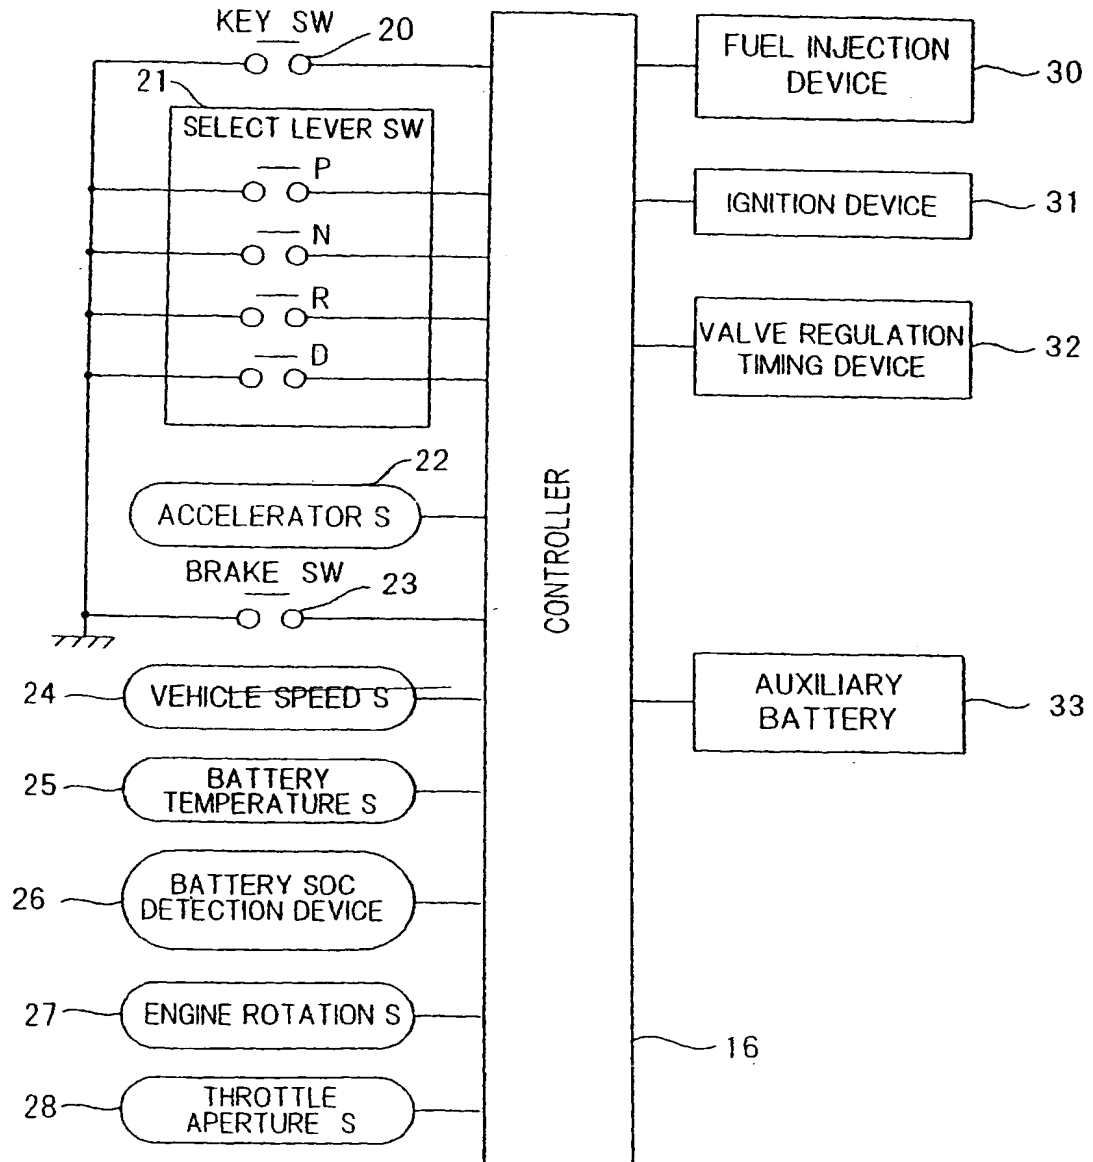 KEY SW
20
21
SELECT LEVER SW
P
N
R
D
22
ACCELERATOR S
BRAKE SW
23
24
VEHICLE SPEED S
25
BATTERY
TEMPERATURE S
26
BATTERY SOC
DETECTION DEVICE
27
ENGINE ROTATION S
28
THROTTLE
APERTURE S
CONTROLLER
16
FUEL INJECTION
DEVICE
30
IGNITION DEVICE
31
VALVE REGULATION
TIMING DEVICE
32
AUXILIARY
BATTERY
33